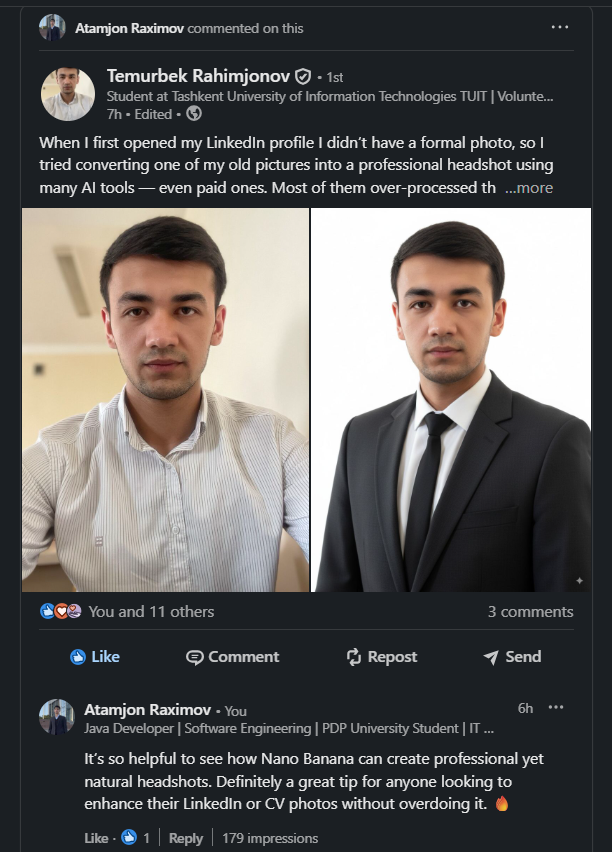 Atamjon Raximov commented on this
Temurbek Rahimjonov • 1st
Student at Tashkent University of Information Technologies TUIT | Volunte...
7h • Edited •
When I first opened my LinkedIn profile I didn’t have a formal photo, so I
tried converting one of my old pictures into a professional headshot using
many AI tools — even paid ones. Most of them over-processed th ...more
You and 11 others
3 comments
Like
Comment
Repost
Send
Atamjon Raximov • You
6h
Java Developer | Software Engineering | PDP University Student | IT ...
It’s so helpful to see how Nano Banana can create professional yet
natural headshots. Definitely a great tip for anyone looking to
enhance their LinkedIn or CV photos without overdoing it. 🔥
Like · 1 | Reply | 179 impressions